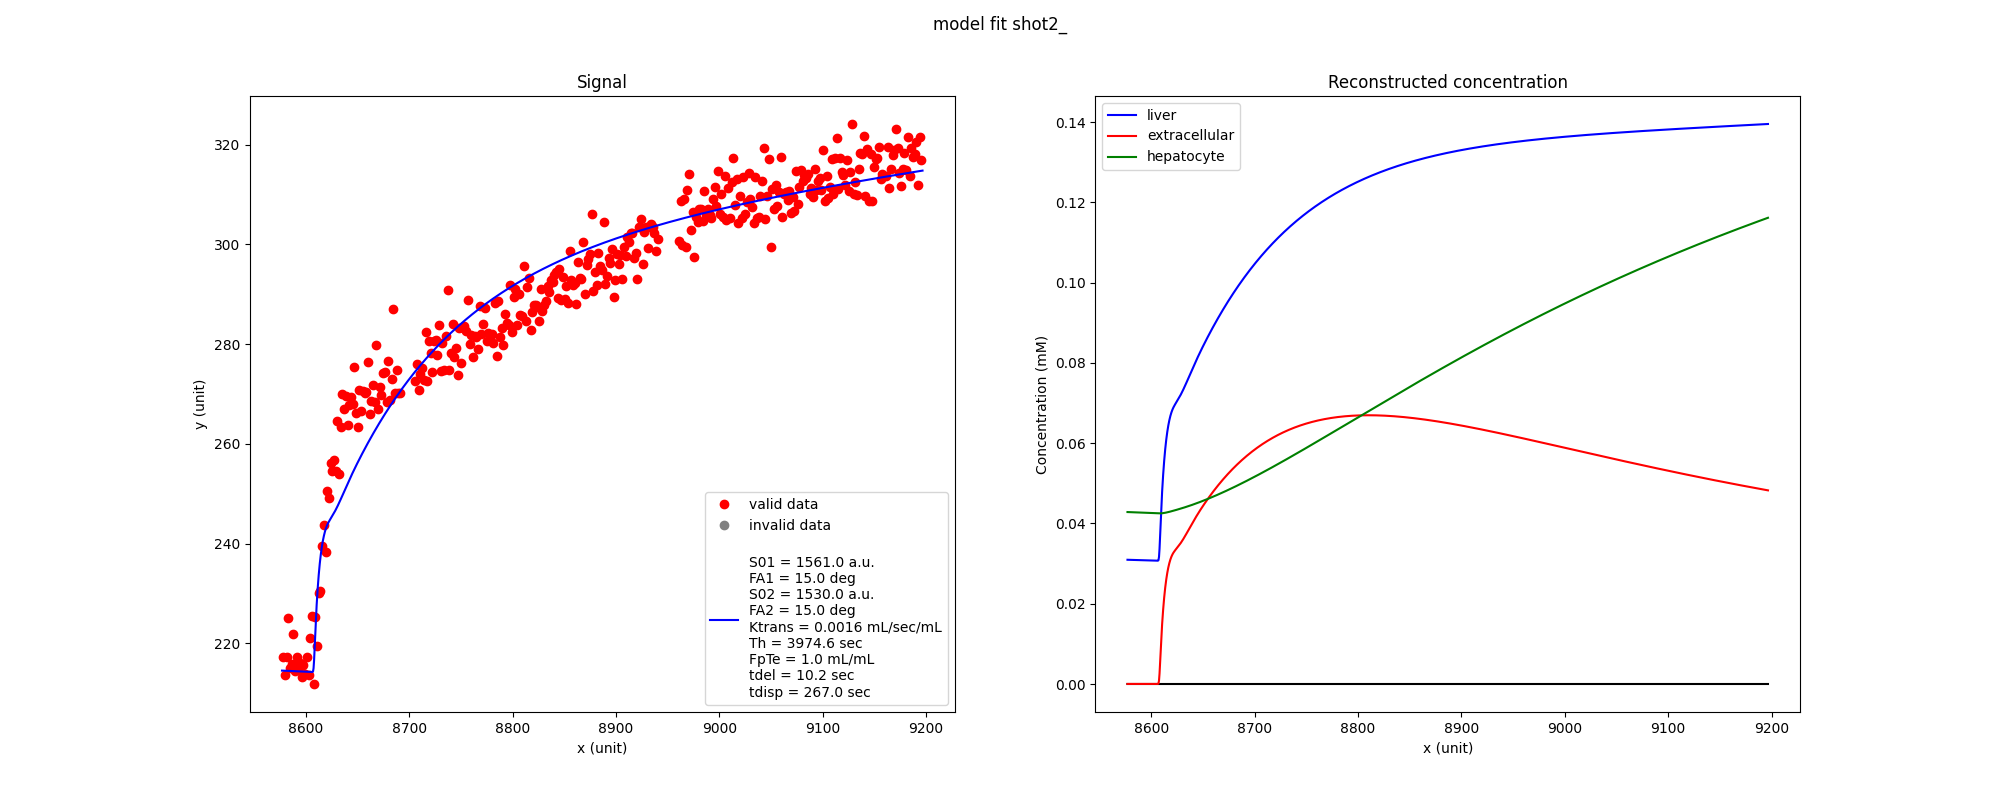 model fit shot2_
Signal
320
300
280
260
240
220
y (unit)
8600 8700 8800 8900 9000 9100 9200
x (unit)
valid data
invalid data
S01 = 1561.0 a.u.
FA1 = 15.0 deg
S02 = 1530.0 a.u.
FA2 = 15.0 deg
Ktrans = 0.0016 mL/sec/mL
Th = 3974.6 sec
FpTe = 1.0 mL/mL
tdel = 10.2 sec
tdisp = 267.0 sec
Reconstructed concentration
liver
extracellular
hepatocyte
0.14
0.12
0.10
0.08
0.06
0.04
0.02
0.00
Concentration (mM)
8600 8700 8800 8900 9000 9100 9200
x (unit)